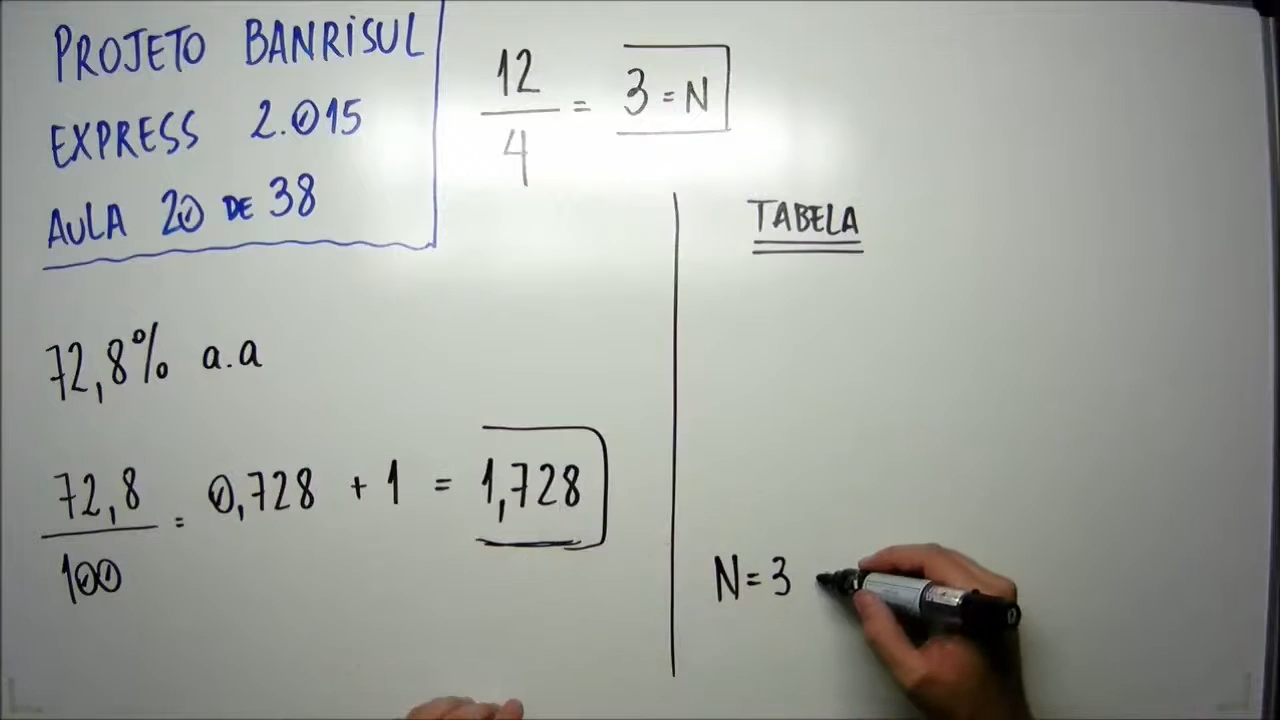 PROJETO BANRISUL
EXPRESS 2.015
AULA 20 DE 38
12
4
= 3 = N
TABELA
72,8% a.a
72,8
100
= 0,728 + 1 = 1,728
N = 3